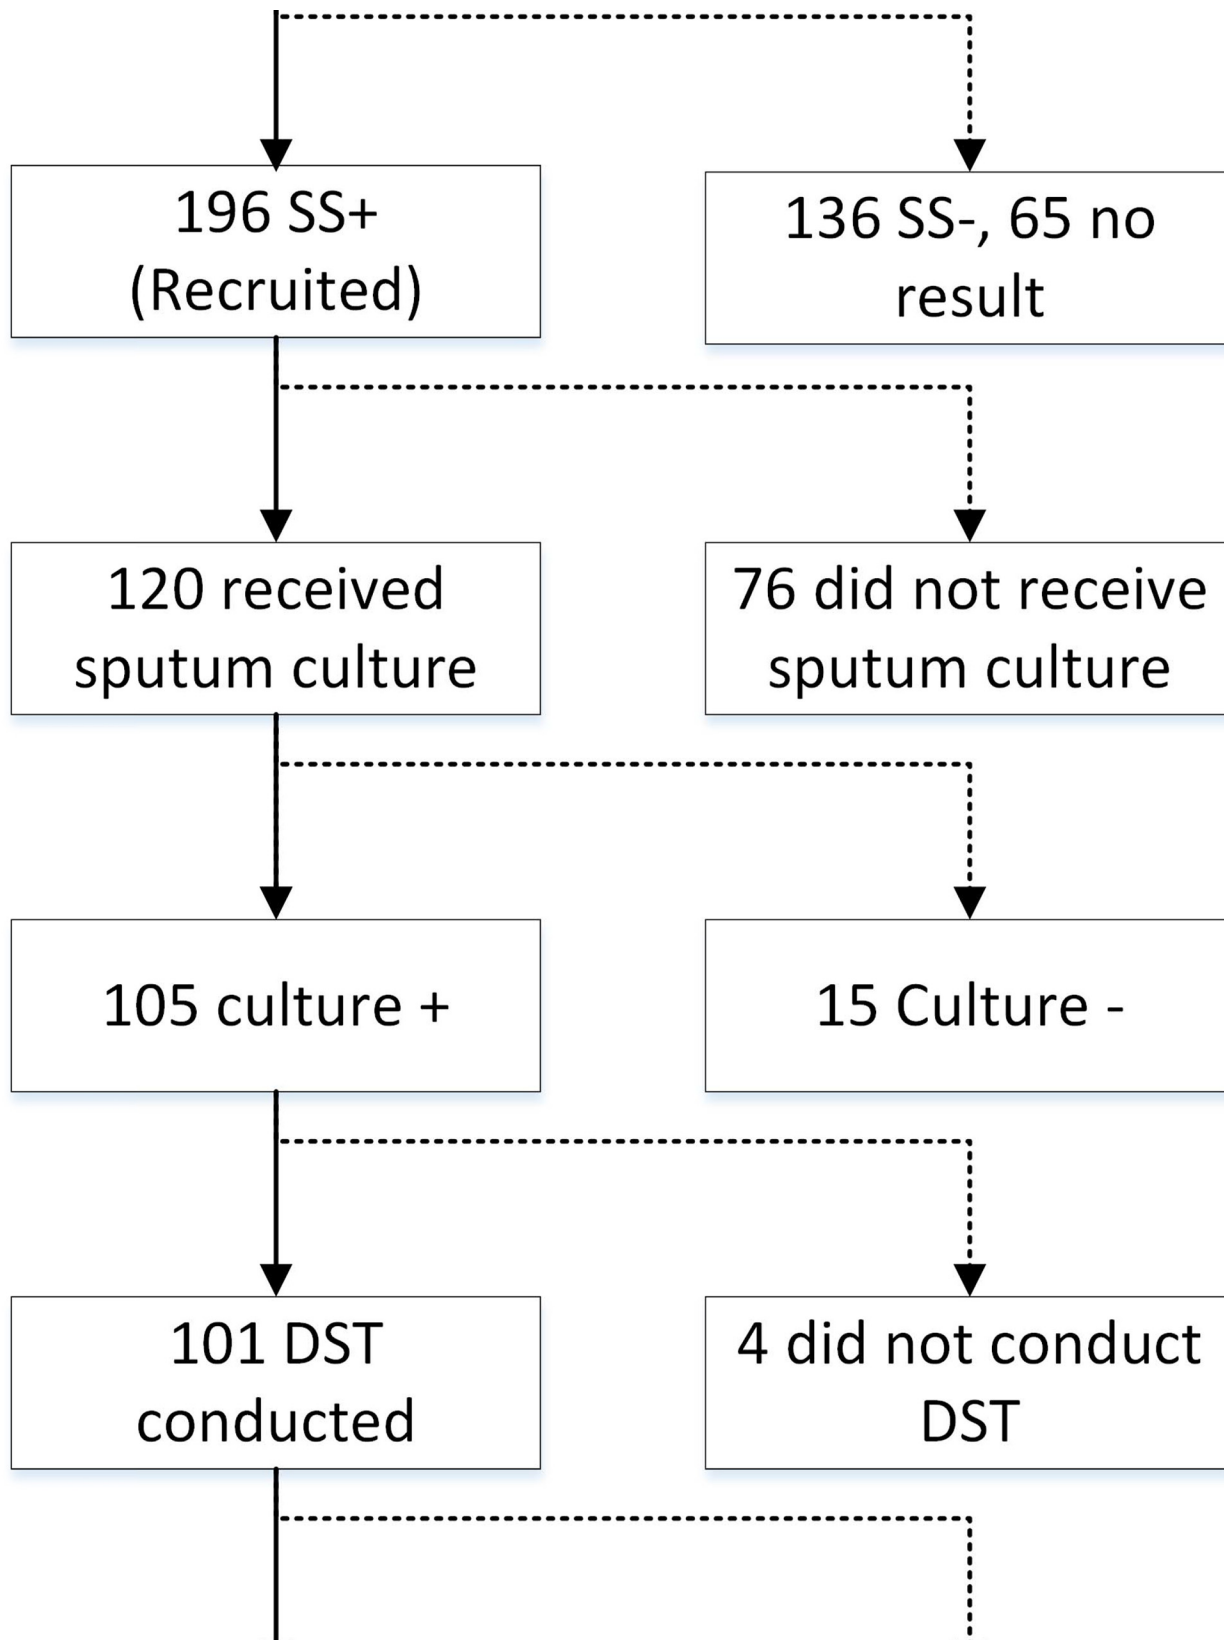 196 SS+
(Recruited)
136 SS-, 65 no
result
120 received
sputum culture
76 did not receive
sputum culture
105 culture +
15 Culture -
101 DST
conducted
4 did not conduct
DST